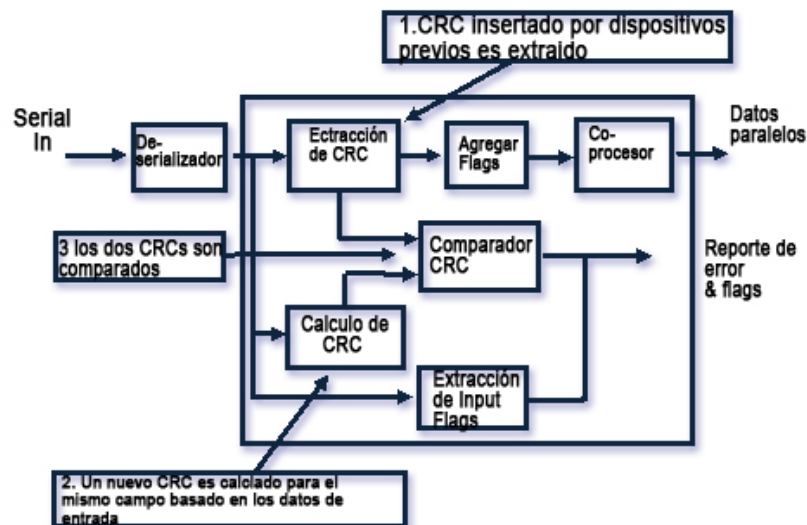 1.CRC insertado por dispositivos
previos es extraido
Serial
In
De-
serializador
Ectracción
de CRC
Agregar
Flags
Co-
procesor
Datos
paralelos
3 los dos CRCs son
comparados
Comparador
CRC
Reporte de
error
& flags
Calculo de
CRC
Extracción
de Input
Flags
2. Un nuevo CRC es calclado para el
mismo campo basado en los datos de
entrada